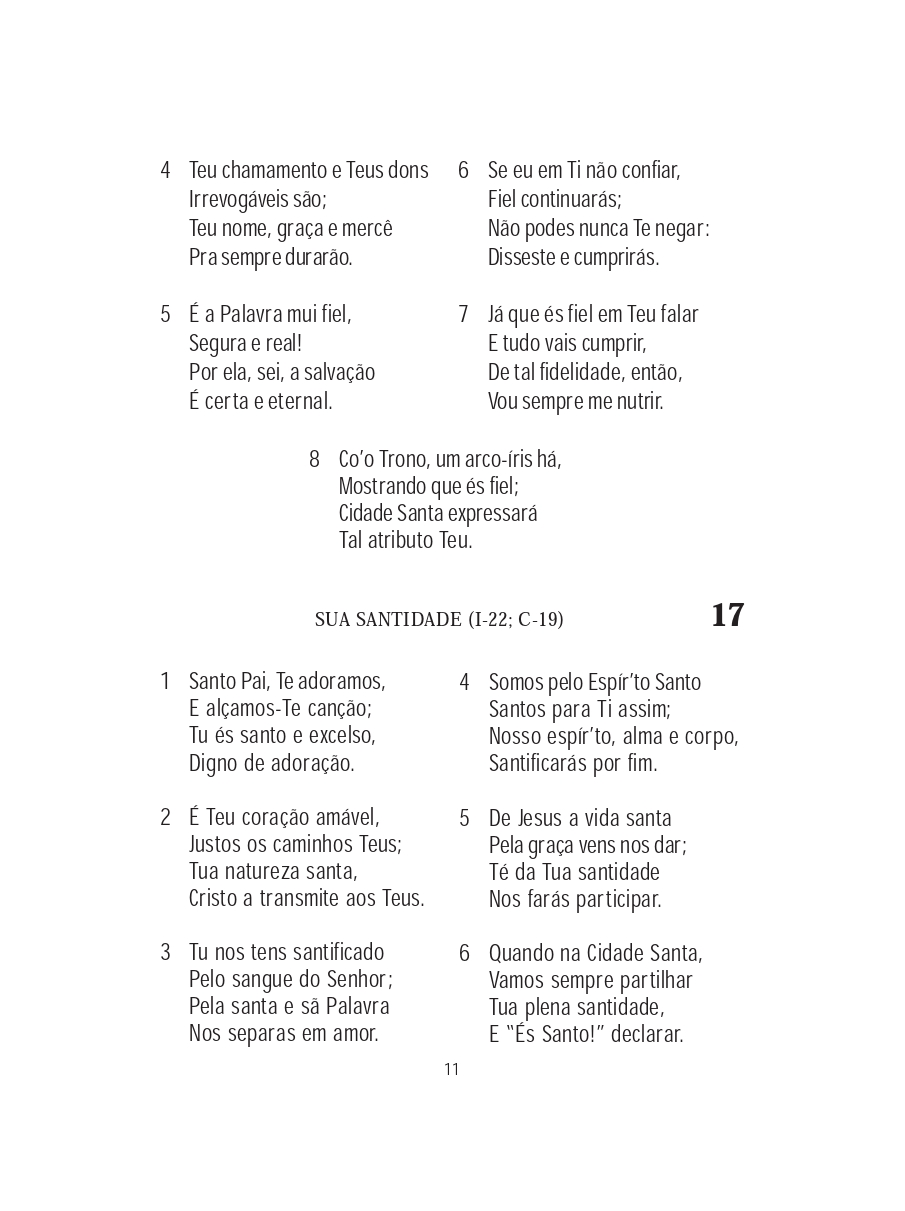 4 Teu chamamento e Teus dons
Irrevogáveis são;
Teu nome, graça e mercê
Pra sempre durarão.
5 É a Palavra mui fiel,
Segura e real!
Por ela, sei, a salvação
É certa e eternal.
6 Se eu em Ti não confiar,
Fiel continuarás;
Não podes nunca Te negar:
Disseste e cumprirás.
7 Já que és fiel em Teu falar
E tudo vais cumprir,
De tal fidelidade, então,
Vou sempre me nutrir.
8 Co’o Trono, um arco-íris há,
Mostrando que és fiel;
Cidade Santa expressará
Tal atributo Teu.
SUA SANTIDADE (I-22; C-19) 17
1 Santo Pai, Te adoramos,
E alçamos-Te canção;
Tu és santo e excelso,
Digno de adoração.
2 É Teu coração amável,
Justos os caminhos Teus;
Tua natureza santa,
Cristo a transmite aos Teus.
3 Tu nos tens santificado
Pelo sangue do Senhor;
Pela santa e sã Palavra
Nos separas em amor.
4 Somos pelo Espír’to Santo
Santos para Ti assim;
Nosso espír’to, alma e corpo,
Santificarás por fim.
5 De Jesus a vida santa
Pela graça vens nos dar;
Té da Tua santidade
Nos farás participar.
6 Quando na Cidade Santa,
Vamos sempre partilhar
Tua plena santidade,
E “És Santo!” declarar.
11